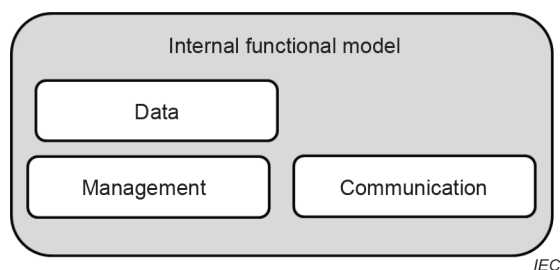 Internal functional model
Data
Management
Communication
IEC